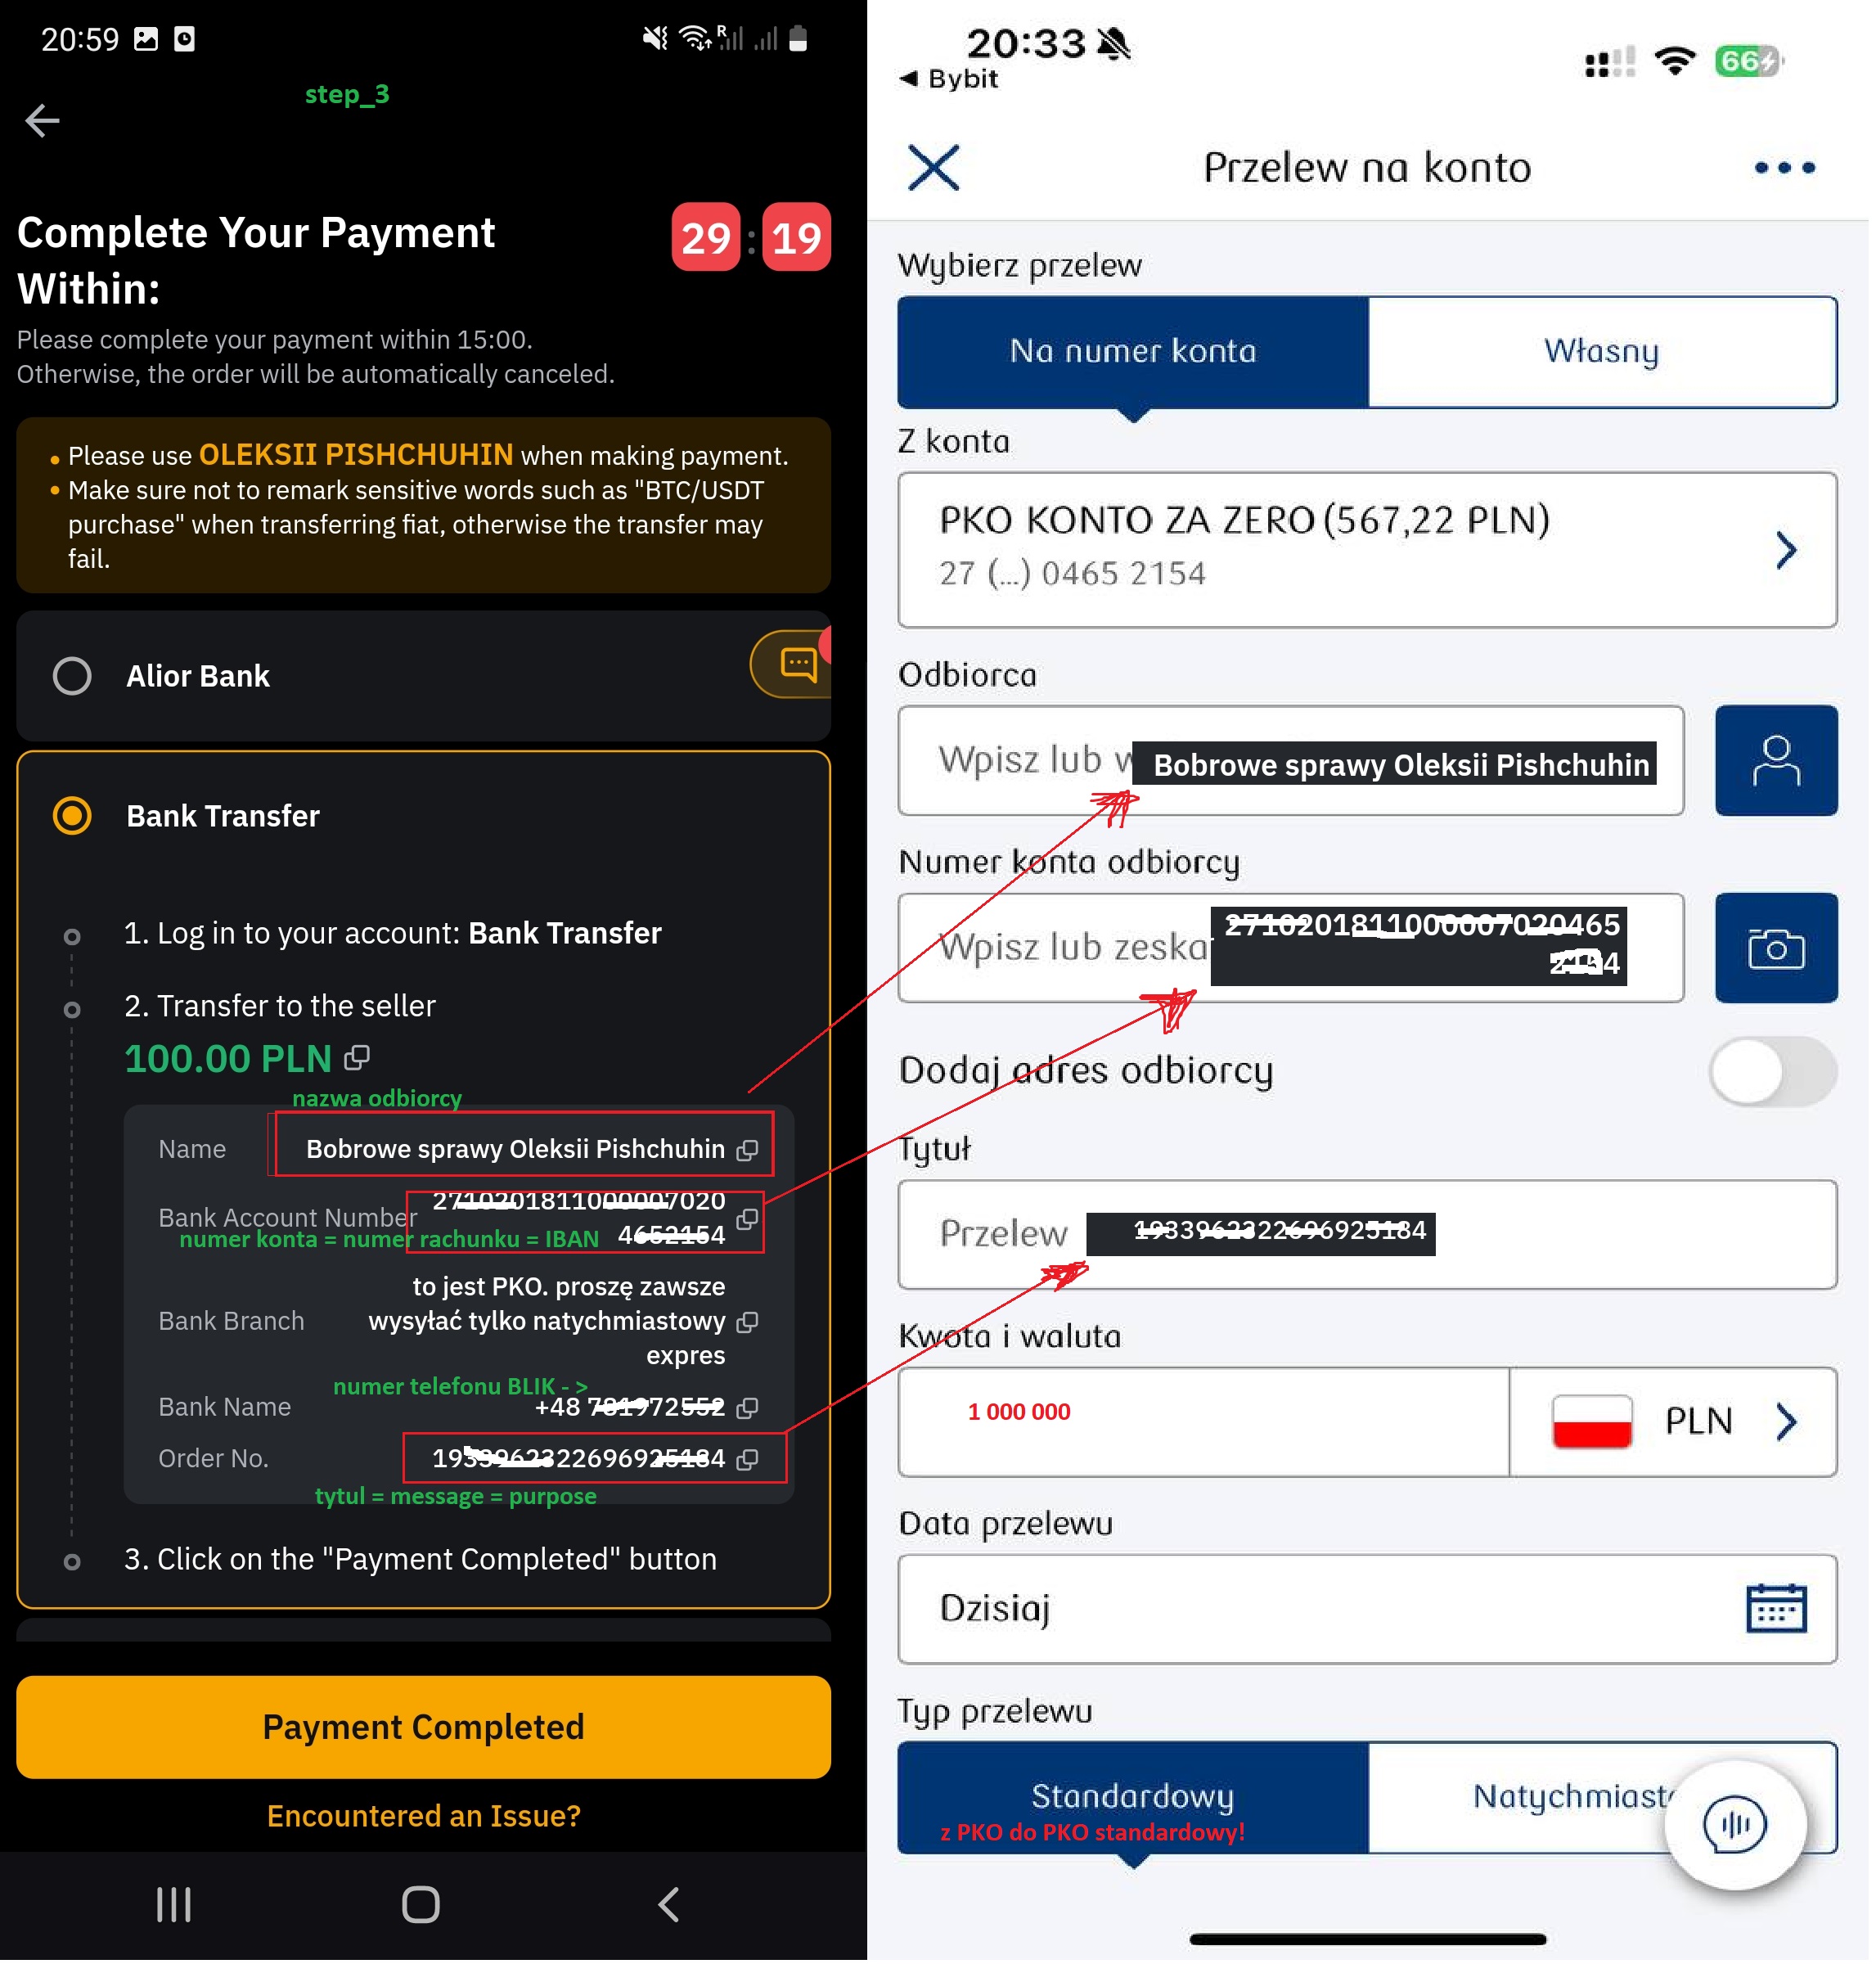 20:59
R
step_3
Complete Your Payment
Within:
29 : 19
Please complete your payment within 15:00.
Otherwise, the order will be automatically canceled.
Please use OLEKSII PISHCHUHIN when making payment.
Make sure not to remark sensitive words such as "BTC/USDT
purchase" when transferring fiat, otherwise the transfer may
fail.
Alior Bank
Bank Transfer
1. Log in to your account: Bank Transfer
2. Transfer to the seller
100.00 PLN
nazwa odbiorcy
Name Bobrowe sprawy Oleksii Pishchuhin
Bank Account Number
numer konta = numer rachunku = IBAN
to jest PKO. proszę zawsze
Bank Branch wysyłać tylko natychmiastowy
expres
numer telefonu BLIK - >
Bank Name +48
Order No.
tytul = message = purpose
3. Click on the "Payment Completed" button
Payment Completed
Encountered an Issue?
20:33
Bybit
66
Przelew na konto
Wybierz przelew
Na numer konta Własny
Z konta
PKO KONTO ZA ZERO (567,22 PLN)
27 (...) 0465 2154
Odbiorca
Wpisz lub w Bobrowe sprawy Oleksii Pishchuhin
Numer konta odbiorcy
Wpisz lub zeska
Dodaj adres odbiorcy
Tytuł
Przelew
Kwota i waluta
1 000 000 PLN
Data przelewu
Dzisiaj
Typ przelewu
Standardowy Natychmiast
z PKO do PKO standardowy!